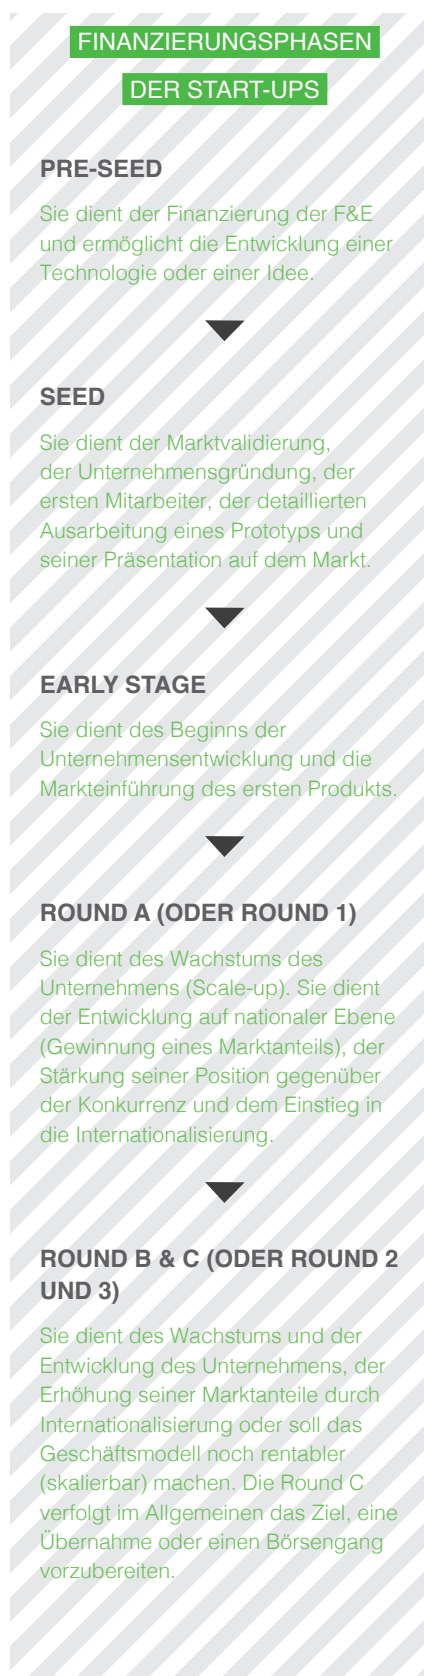 FINANZIERUNGSPHASEN
DER START-UPS
PRE-SEED
Sie dient der Finanzierung der F&E
und ermöglicht die Entwicklung einer
Technologie oder einer Idee.
SEED
Sie dient der Marktvalidierung,
der Unternehmensgründung, der
ersten Mitarbeiter, der detaillierten
Ausarbeitung eines Prototyps und
seiner Präsentation auf dem Markt.
EARLY STAGE
Sie dient des Beginns der
Unternehmensentwicklung und die
Markteinführung des ersten Produkts.
ROUND A (ODER ROUND 1)
Sie dient des Wachstums des
Unternehmens (Scale-up). Sie dient
der Entwicklung auf nationaler Ebene
(Gewinnung eines Marktanteils), der
Stärkung seiner Position gegenüber
der Konkurrenz und dem Einstieg in
die Internationalisierung.
ROUND B & C (ODER ROUND 2
UND 3)
Sie dient des Wachstums und der
Entwicklung des Unternehmens, der
Erhöhung seiner Marktanteile durch
Internationalisierung oder soll das
Geschäftsmodell noch rentabler
(skalierbar) machen. Die Round C
verfolgt im Allgemeinen das Ziel, eine
Übernahme oder einen Börsengang
vorzubereiten.